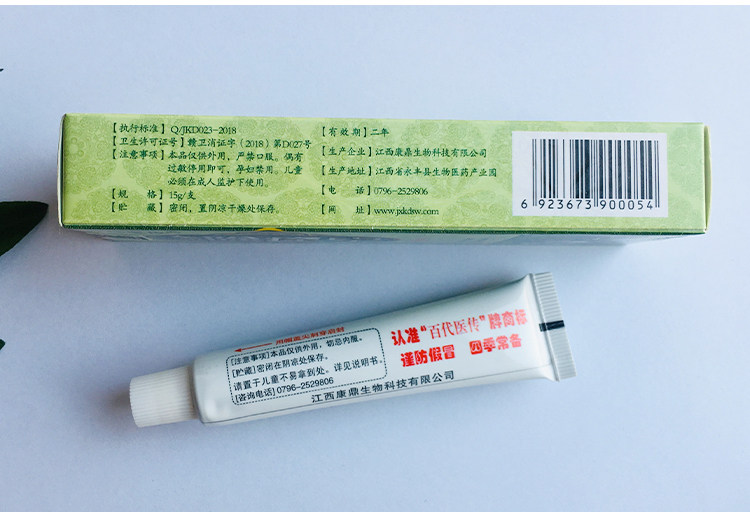 【执行标准】Q/JKD023-2018
【卫生许可证号】赣卫消证字（2018）第D027号
【注意事项】本品仅供外用，严禁口服。偶有
过敏停用即可，孕妇禁用。儿童
必须在成人监护下使用。
【规 格】15g/支
【贮 藏】密闭，置阴凉干燥处保存。
【有效期】二年
【生产企业】江西康鼎生物科技有限公司
【生产地址】江西省永丰县生物医药产业园
【电 话】0796-2529806
【网 址】www.pdkdsw.com
6 923673 900054
[注意事项]本品仅供外用，切忌内服。
[贮藏]密闭在阴凉处保存。
请置于儿童不易拿到处。详见说明书。
[咨询电话]0796-2529806
江西康鼎生物科技有限公司
认准“百代医传”牌商标
谨防假冒 四季常备